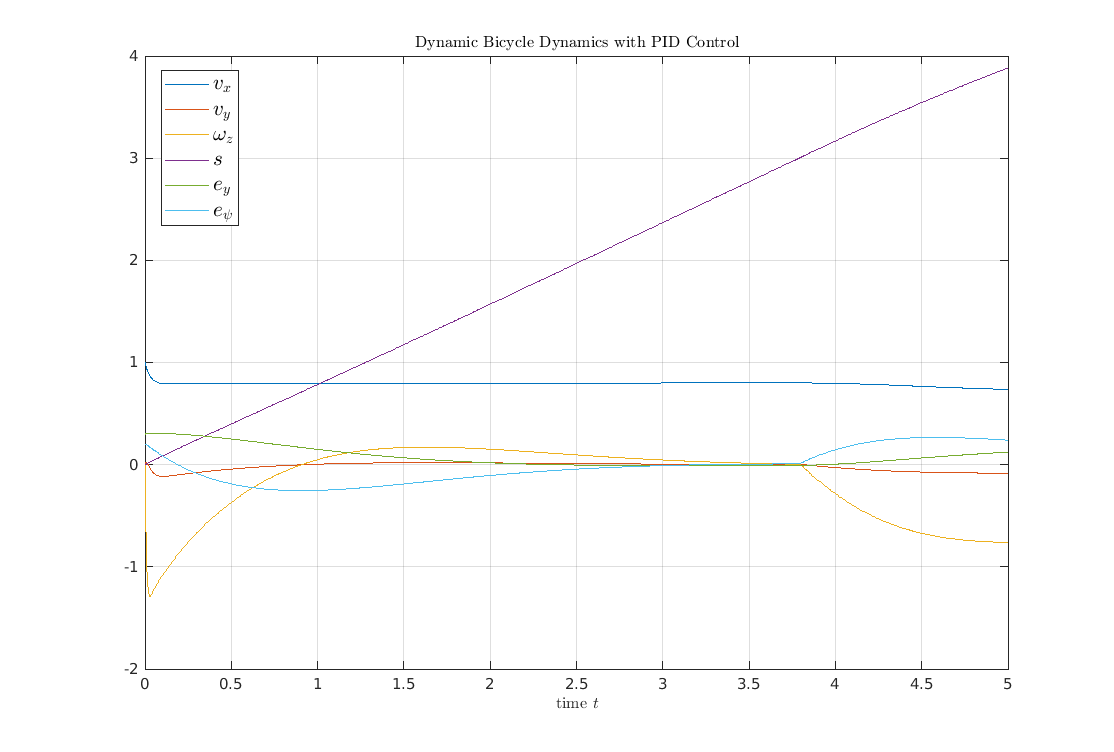 Dynamic Bicycle Dynamics with PID Control
4
3
2
1
0
-1
-2
v_x
v_y
ω_z
s
e_y
e_ψ
0 0.5 1 1.5 2 2.5 3 3.5 4 4.5 5
time t